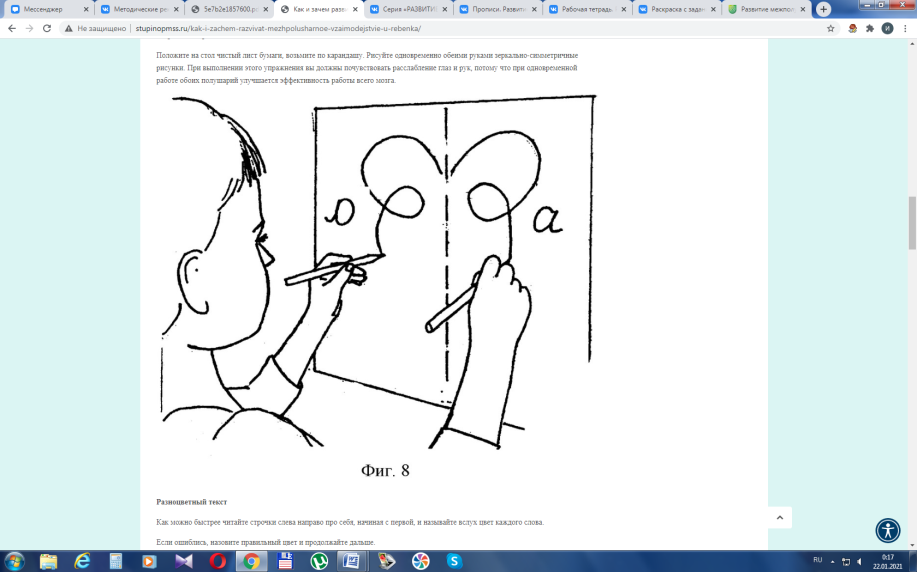 Мессенджер
Методические ре
5e7b2e1857600.p
Как и зачем разви
Серия «РАЗВИТИ
Прописи. Развити
Рабочая тетрадь
Раскраска с задан
Развитие межпол
Не защищено | stupinopmss.ru/kak-i-zachem-razvivat-mezhpolusharnoe-vzaimodejstvie-u-rebenka/
Положите на стол чистый лист бумаги, возьмите по карандашу. Рисуйте одновременно обеими руками зеркально-симметричные
рисунки. При выполнении этого упражнения вы должны почувствовать расслабление глаз и рук, потому что при одновременной
работе обоих полушарий улучшается эффективность работы всего мозга.
а
Фиг. 8
Разноцветный текст
Как можно быстрее читайте строчки слева направо про себя, начиная с первой, и называйте вслух цвет каждого слова.
Если ошиблись, назовите правильный цвет и продолжайте дальше.
RU
0:17
22.01.2021